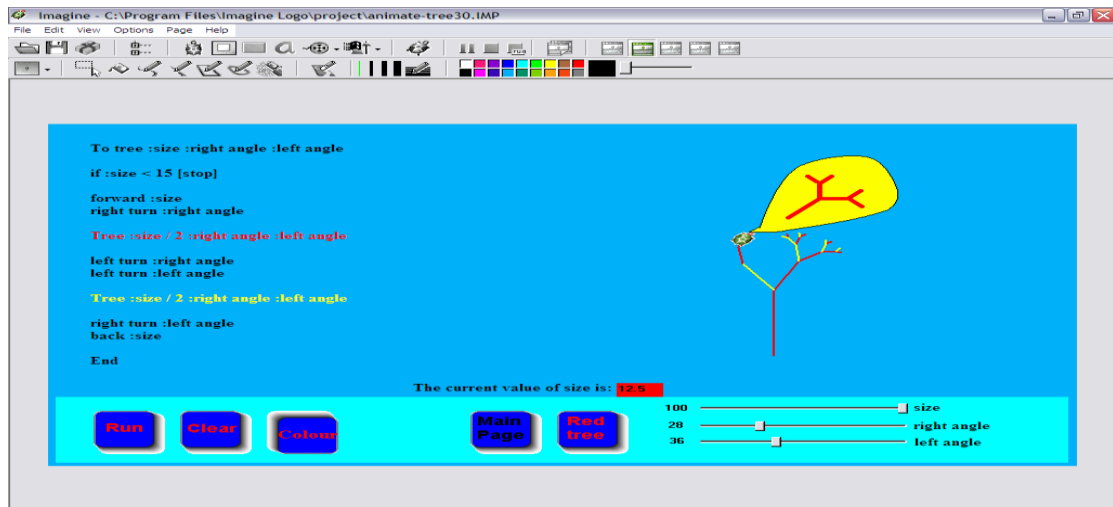 Imagine - C:\Program Files\Imagine Logo\project\animate-tree30.IMP
File Edit View Options Page Help
To tree :size :right angle :left angle
if :size < 15 [stop]
forward :size
right turn :right angle
Tree :size / 2 :right angle :left angle
left turn :right angle
left turn :left angle
Tree :size / 2 :right angle :left angle
right turn :left angle
back :size
End
The current value of size is: 12.5
Run
Clear
Colour
Main
Page
Red
tree
100 size
28 right angle
36 left angle